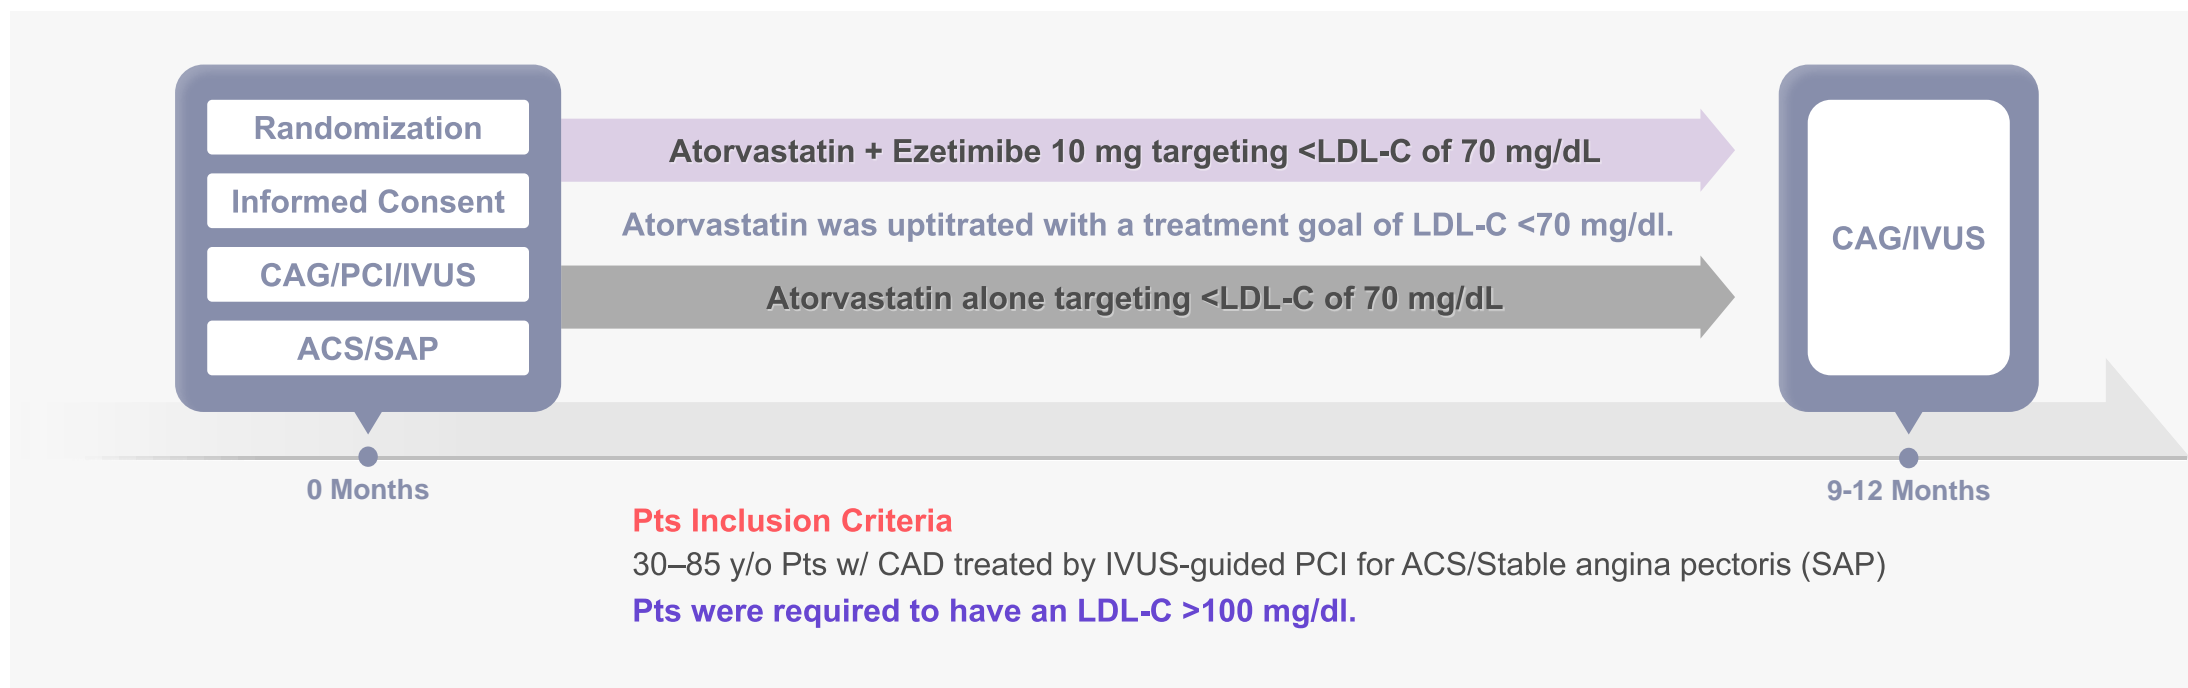 Randomization
Informed Consent
CAG/PCI/IVUS
ACS/SAP
Atorvastatin + Ezetimibe 10 mg targeting <LDL-C of 70 mg/dL
Atorvastatin was uptitrated with a treatment goal of LDL-C <70 mg/dl.
Atorvastatin alone targeting <LDL-C of 70 mg/dL
CAG/IVUS
0 Months
9-12 Months
Pts Inclusion Criteria
30–85 y/o Pts w/ CAD treated by IVUS-guided PCI for ACS/Stable angina pectoris (SAP)
Pts were required to have an LDL-C >100 mg/dl.